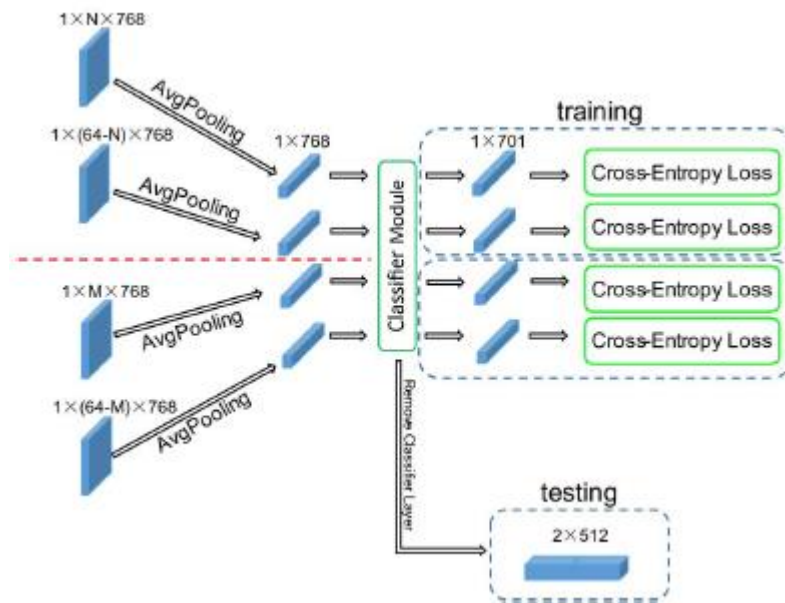 1×N×768
AvgPooling
1×(64-N)×768
AvgPooling
1×768
training
1×701
Cross-Entropy Loss
Cross-Entropy Loss
Classifier Module
1×M×768
AvgPooling
Cross-Entropy Loss
Cross-Entropy Loss
1×(64-M)×768
AvgPooling
Remove Classifier
Layer
testing
2×512